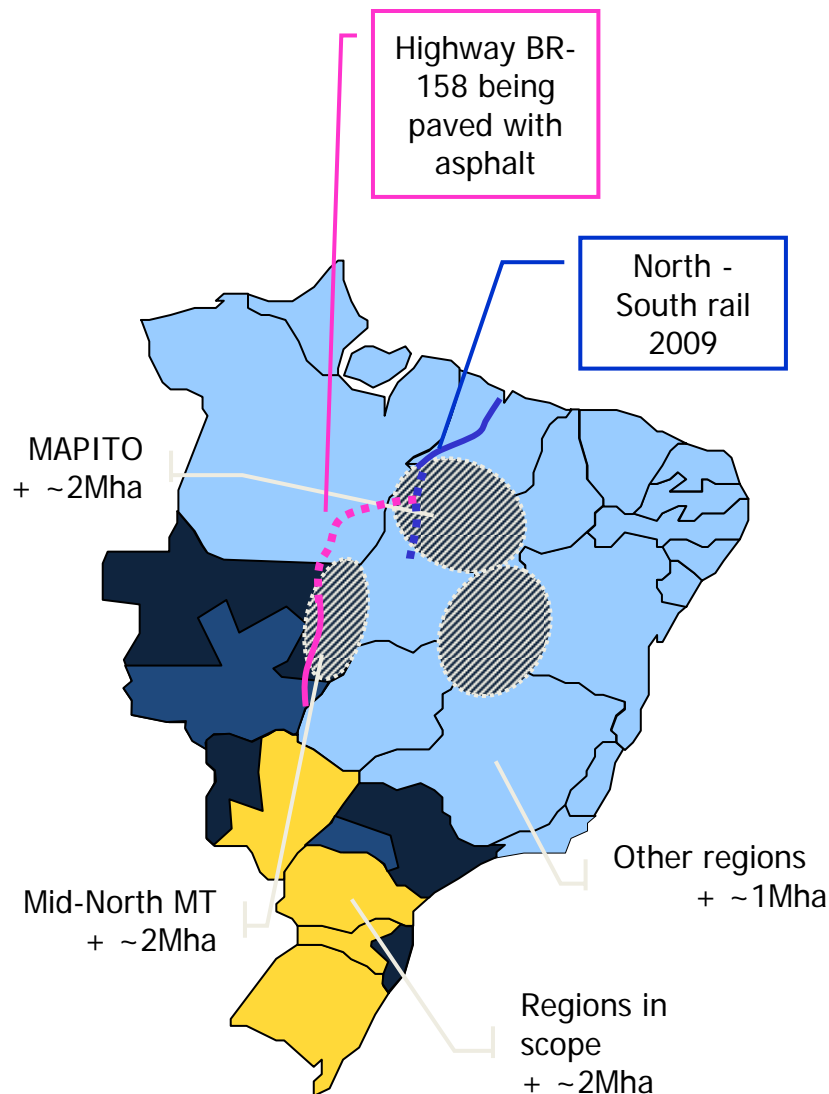 Highway BR-
158 being
paved with
asphalt
North -
South rail
2009
MAPITO
+ ~2Mha
Other regions
+ ~1Mha
Mid-North MT
+ ~2Mha
Regions in
scope
+ ~2Mha